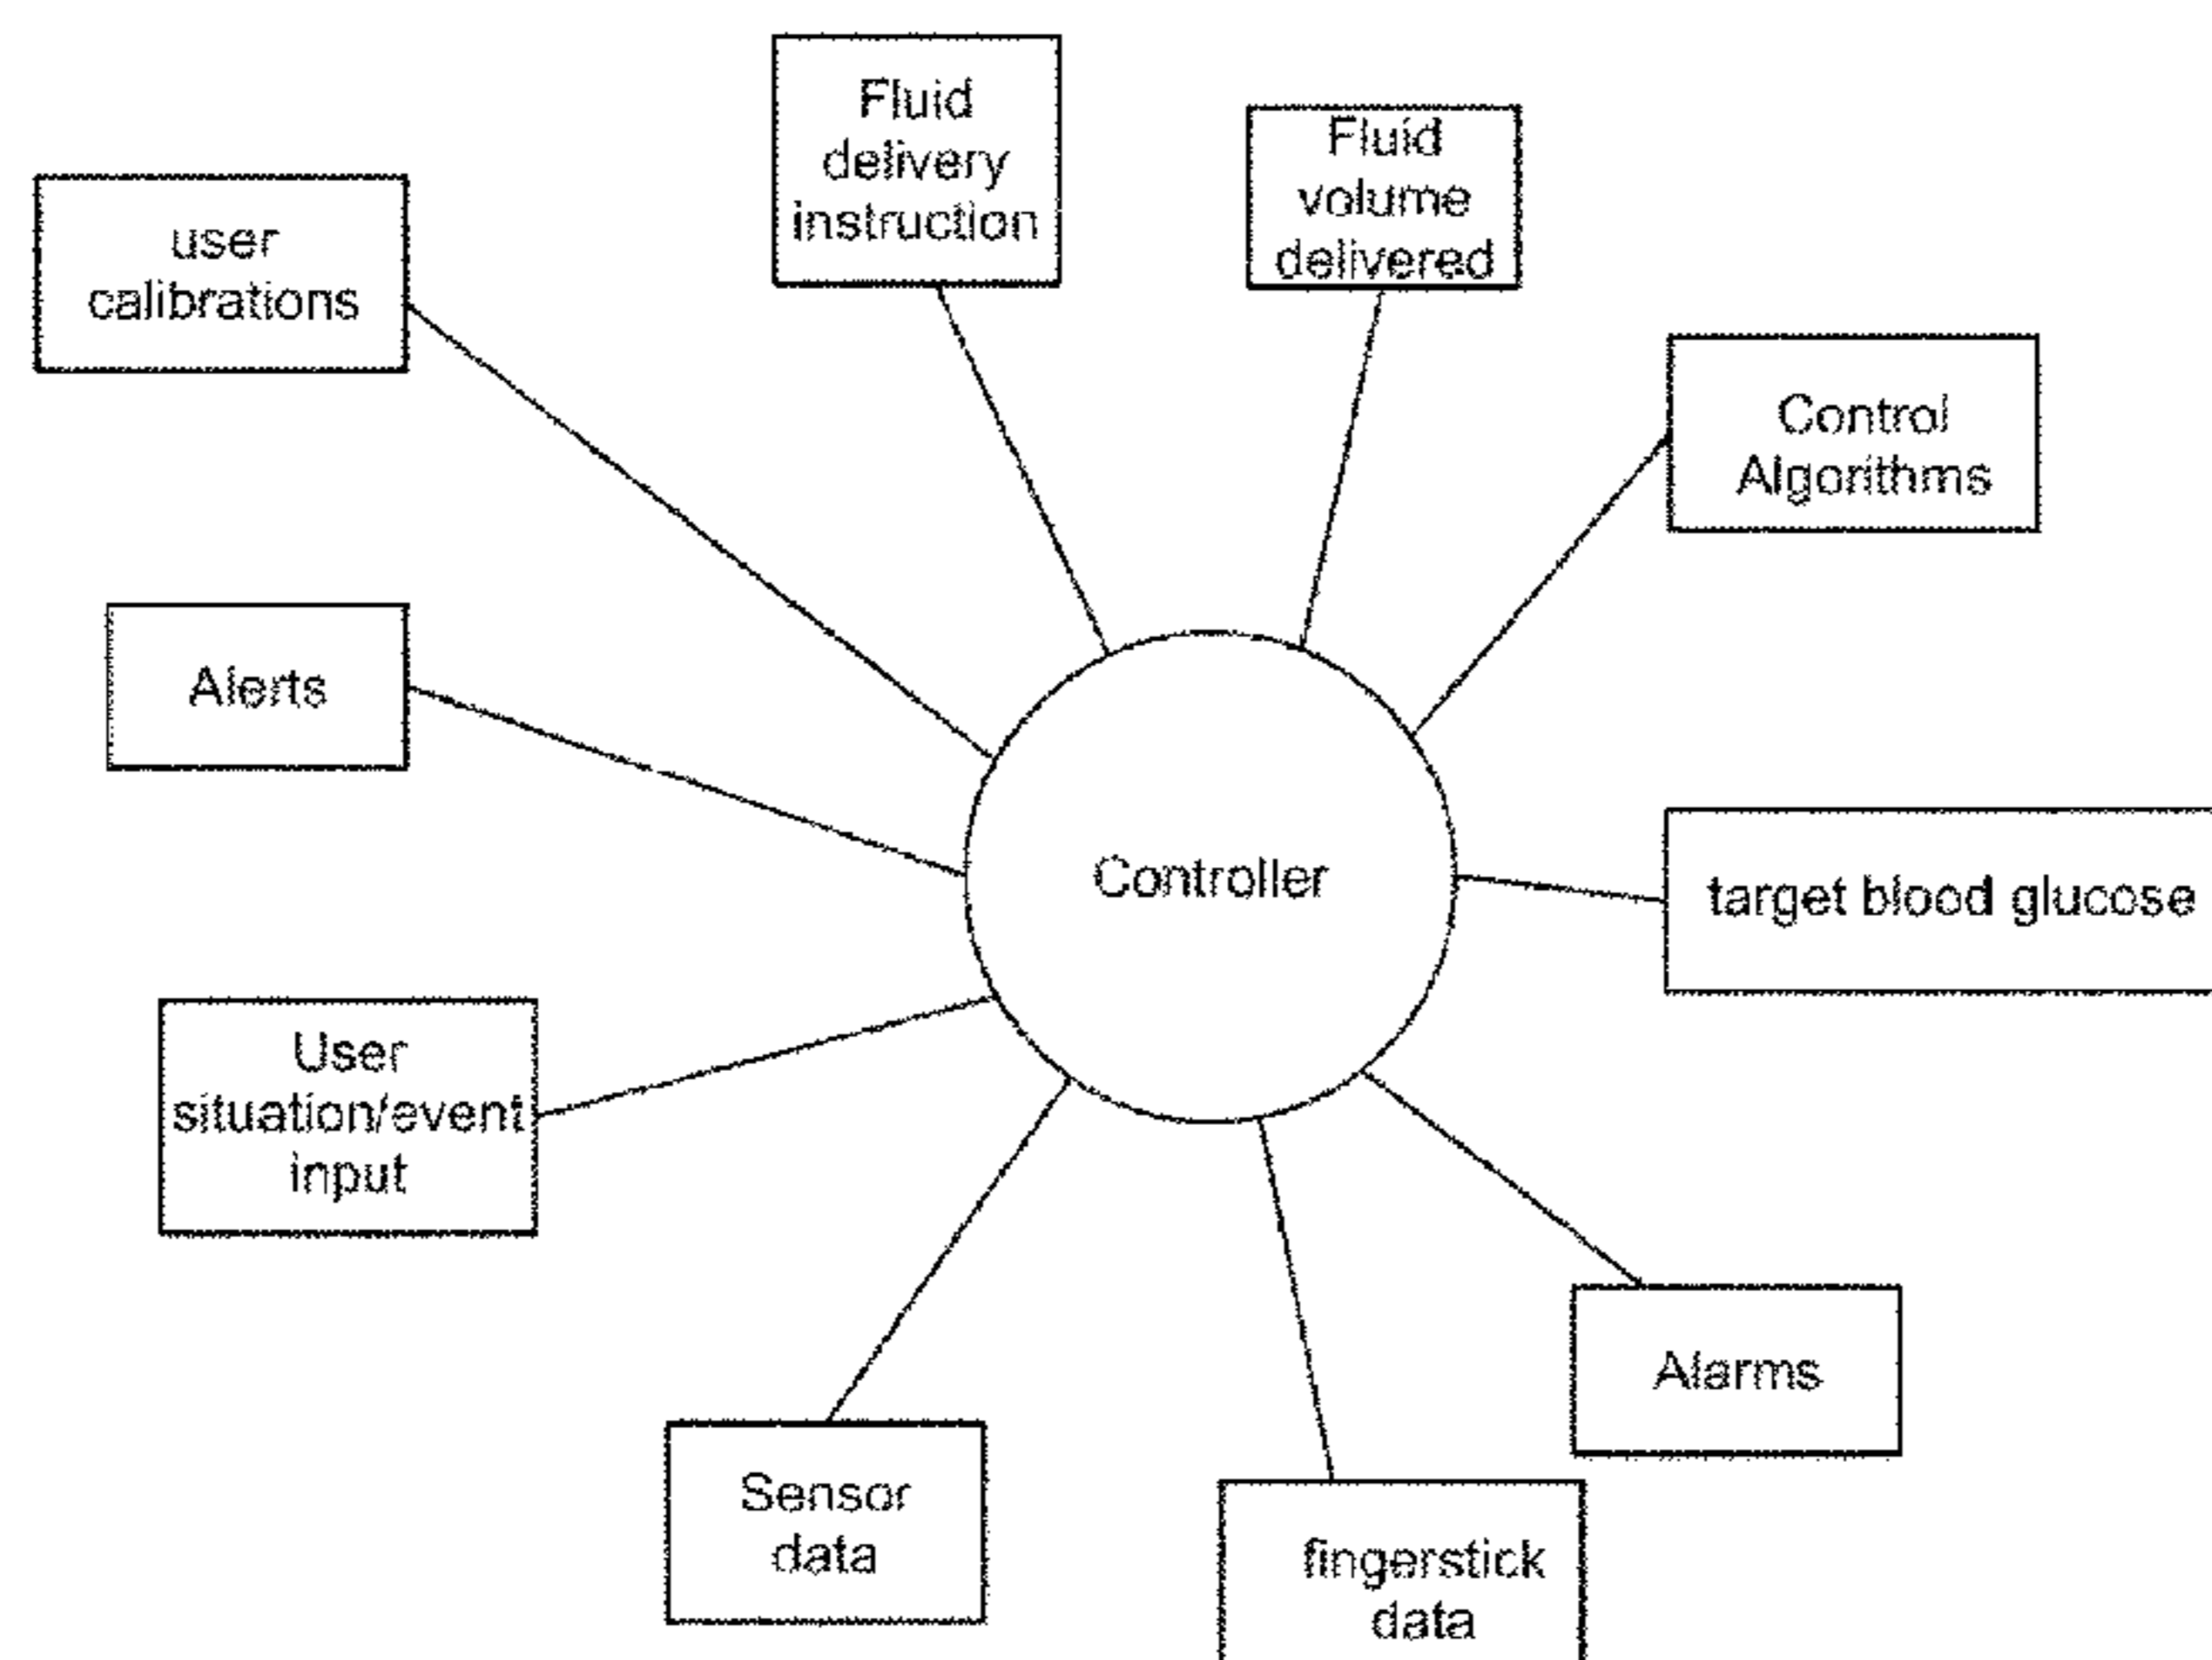 Fluid
delivery
instruction
Fluid
volume
delivered
user
calibrations
Control
Algorithms
Alerts
Controller
target blood glucose
User
situation/event
input
Alarms
Sensor
data
fingerstick
data